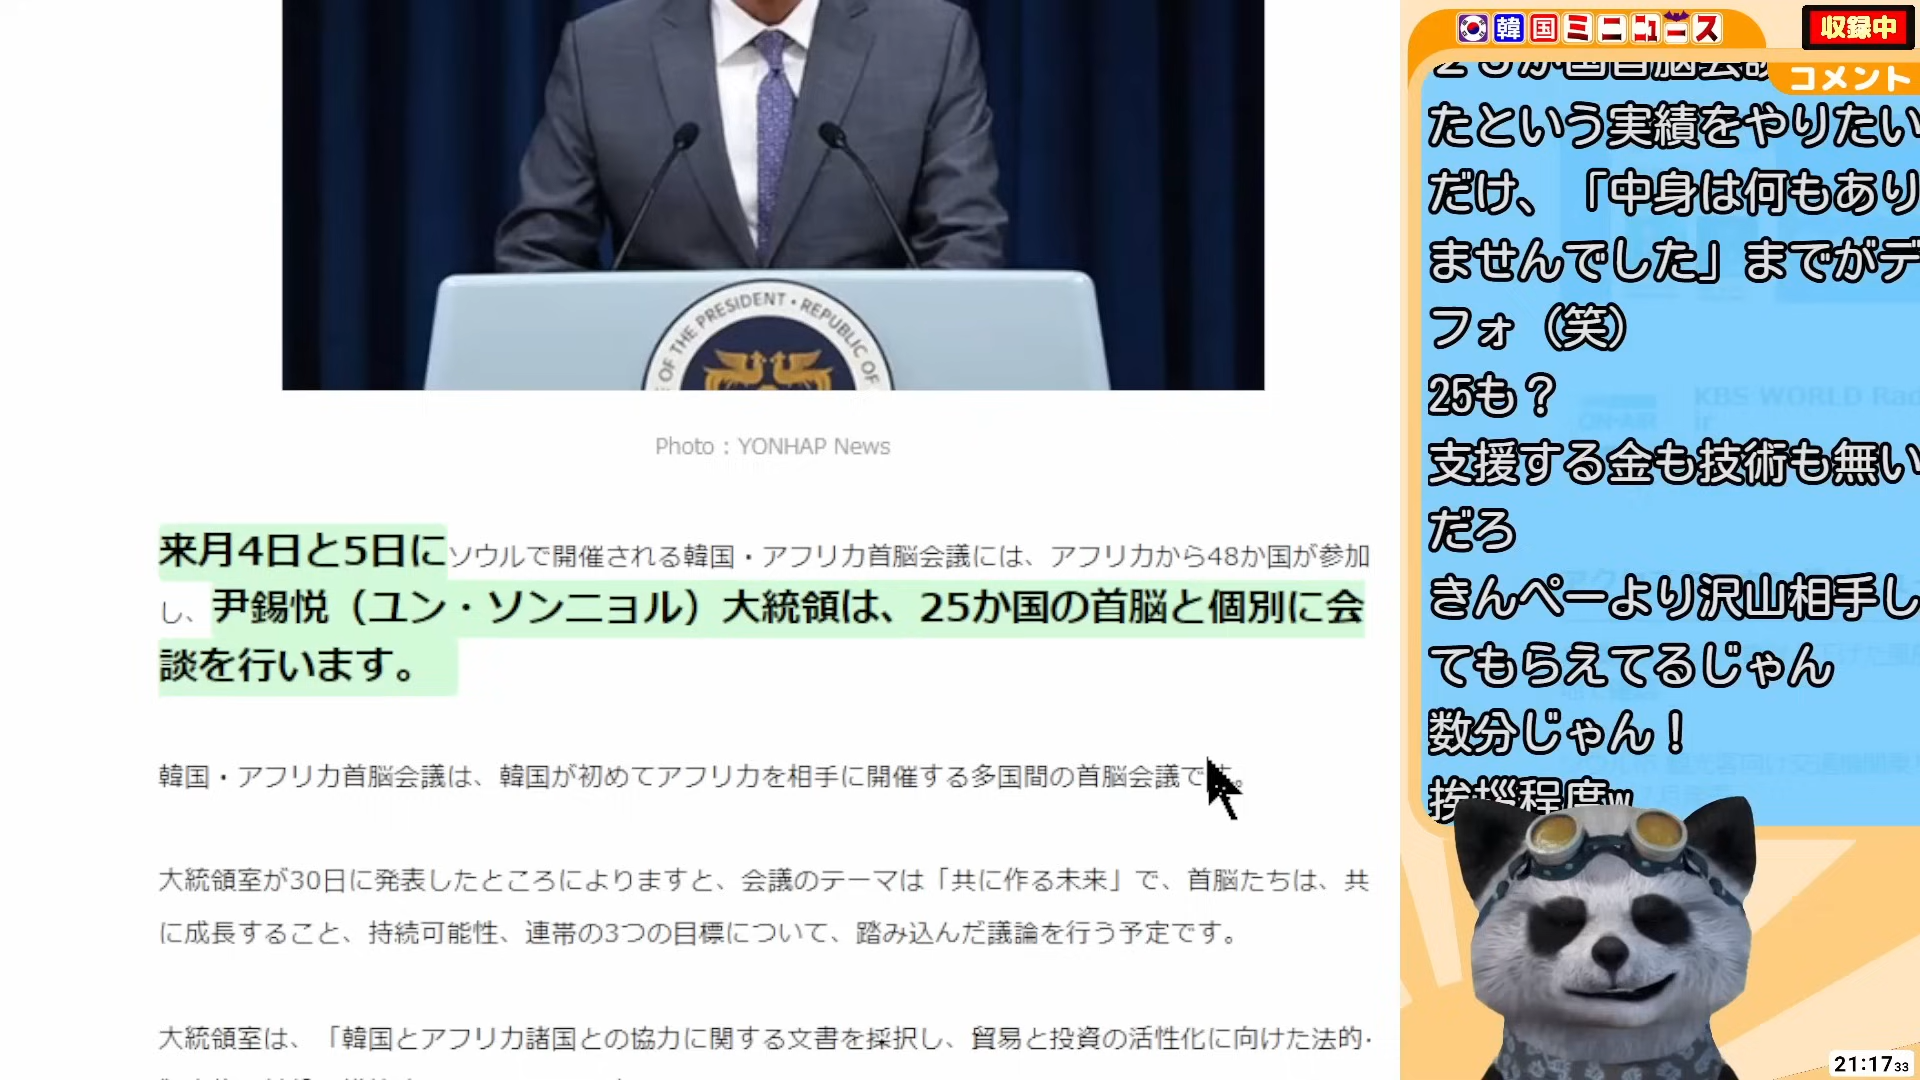 OF THE PRESIDENT • REPUBLIC OF
Photo : YONHAP News
来月4日と5日にソウルで開催される韓国・アフリカ首脳会議には、アフリカから48か国が参加
し、尹錫悦（ユン・ソンニョル）大統領は、25か国の首脳と個別に会
談を行います。
韓国・アフリカ首脳会議は、韓国が初めてアフリカを相手に開催する多国間の首脳会議で
大統領室が30日に発表したところによりますと、会議のテーマは「共に作る未来」で、首脳たちは、共
に成長すること、持続可能性、連帯の3つの目標について、踏み込んだ議論を行う予定です。
大統領室は、「韓国とアフリカ諸国との協力に関する文書を採択し、貿易と投資の活性化に向けた法的・
韓国ミニニュース
収録中
コメント
たという実績をやりたい
だけ、「中身は何もあり
ませんでした」までがデ
フォ（笑）
25も？
支援する金も技術も無い
だろ
きんぺーより沢山相手し
てもらえてるじゃん
数分じゃん！
挨拶程度w
KBS WORLD Rad
ON-AIR
21:17 33